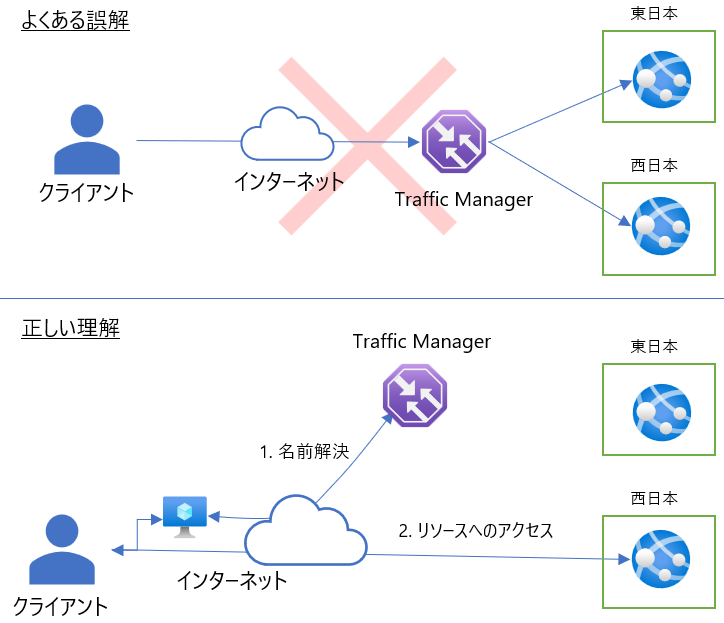 よくある誤解
東日本
クライアント
インターネット
Traffic Manager
西日本
正しい理解
Traffic Manager
東日本
1. 名前解決
西日本
2. リソースへのアクセス
インターネット
クライアント